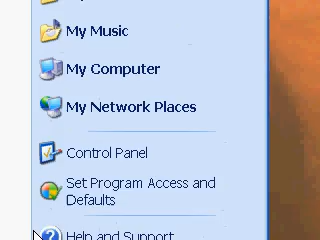 My Music
My Computer
My Network Places
Control Panel
Set Program Access and
Defaults
Help and Support